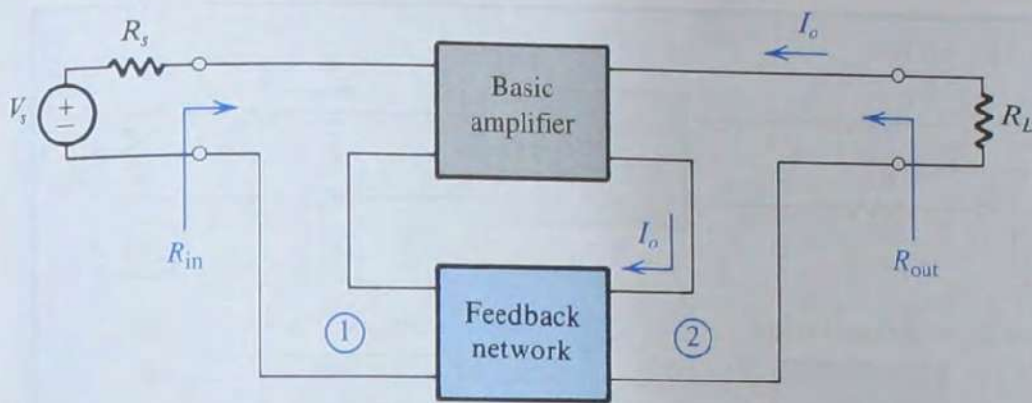 R_s
I_o
V_s
+
−
Basic
amplifier
R_L
R_in
I_o
R_out
1
Feedback
network
2